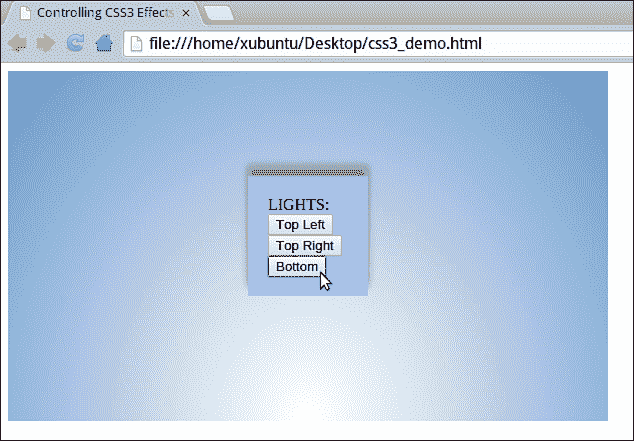 Controlling CSS3 Effects
file:///home/xubuntu/Desktop/css3_demo.html
LIGHTS:
Top Left
Top Right
Bottom